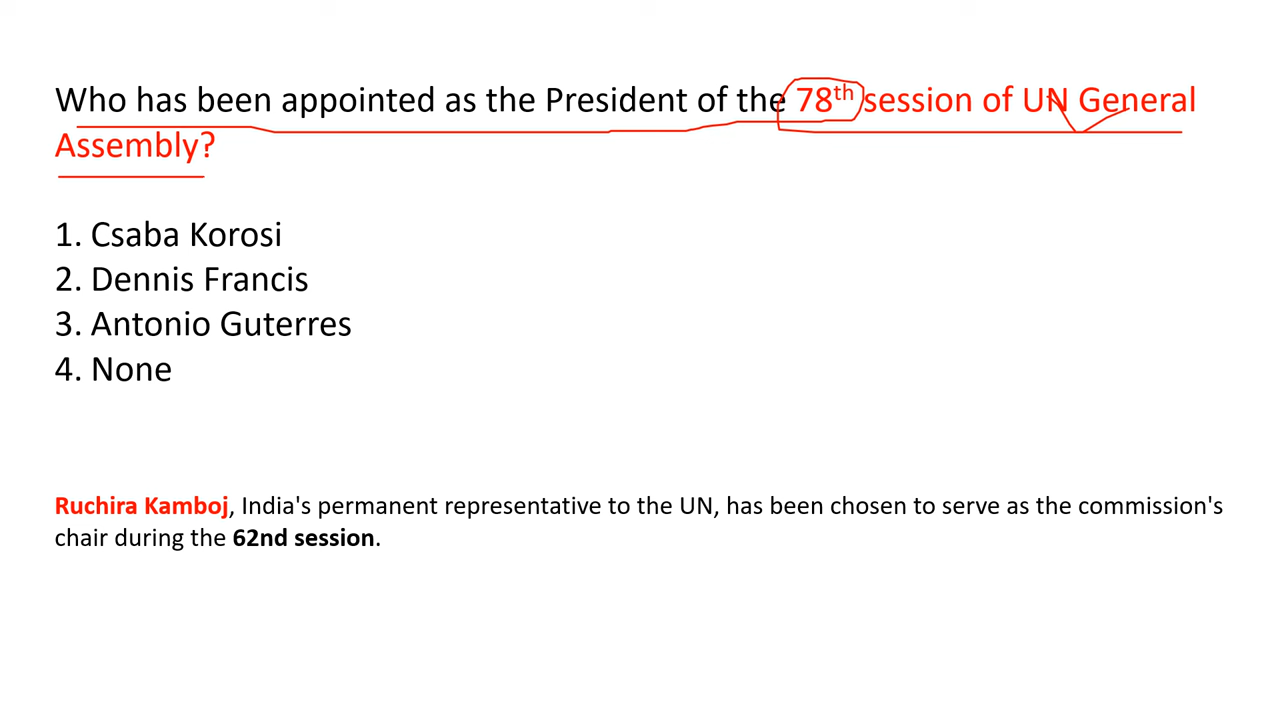 Who has been appointed as the President of the 78th session of UN General
Assembly?
1. Csaba Korosi
2. Dennis Francis
3. Antonio Guterres
4. None
Ruchira Kamboj, India's permanent representative to the UN, has been chosen to serve as the commission's
chair during the 62nd session.